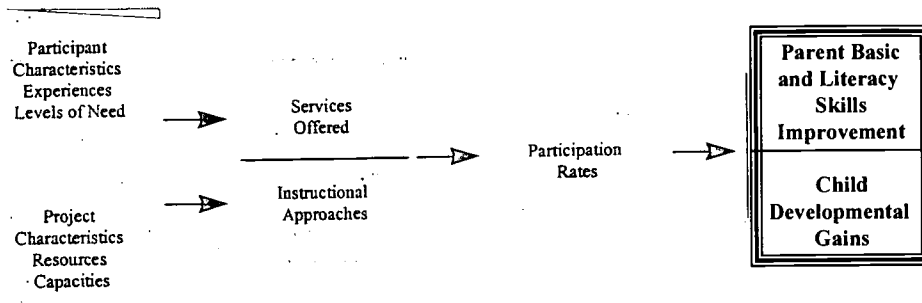 Participant
Characteristics
Experiences
Levels of Need
Project
Characteristics
Resources
Capacities
Services
Offered
Instructional
Approaches
Participation
Rates
Parent Basic
and Literacy
Skills
Improvement
Child
Developmental
Gains